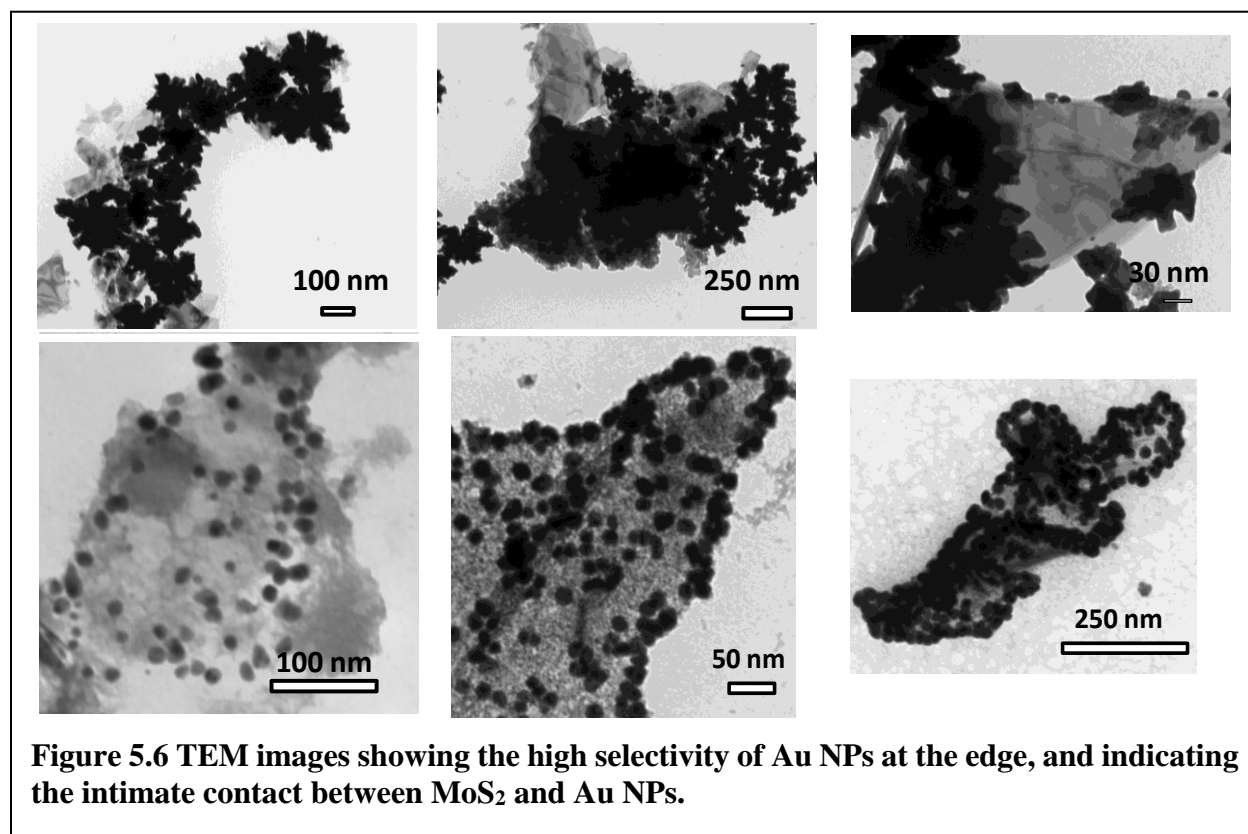 100 nm
250 nm
30 nm
100 nm
50 nm
250 nm
Figure 5.6 TEM images showing the high selectivity of Au NPs at the edge, and indicating
the intimate contact between MoS₂ and Au NPs.